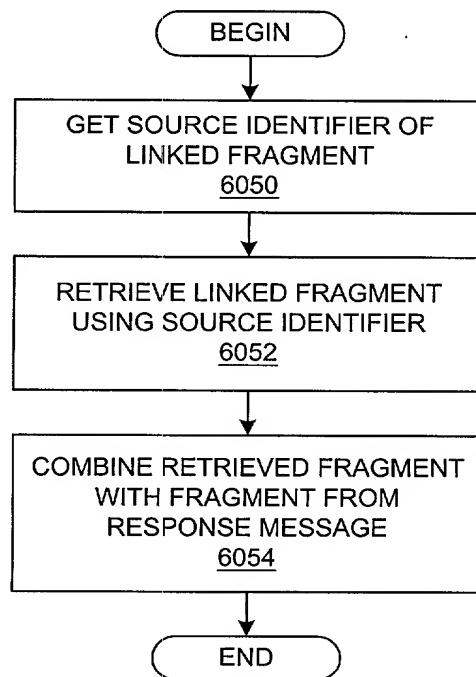 BEGIN
GET SOURCE IDENTIFIER OF
LINKED FRAGMENT
6050
RETRIEVE LINKED FRAGMENT
USING SOURCE IDENTIFIER
6052
COMBINE RETRIEVED FRAGMENT
WITH FRAGMENT FROM
RESPONSE MESSAGE
6054
END